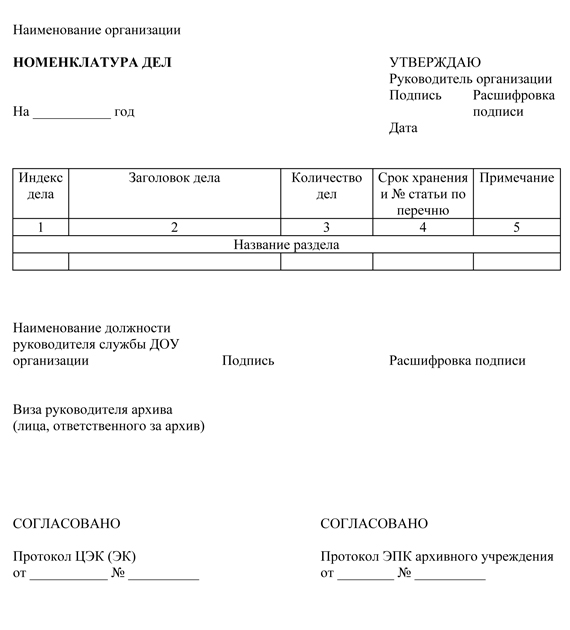 Наименование организации
НОМЕНКЛАТУРА ДЕЛ
УТВЕРЖДАЮ
Руководитель организации
Подпись Расшифровка
подписи
На ___________ год
Дата
Индекс дела
Заголовок дела
Количество дел
Срок хранения и № статьи по перечню
Примечание
1 2 3 4 5
Название раздела
Наименование должности
руководителя службы ДОУ
организации Подпись Расшифровка подписи
Виза руководителя архива
(лица, ответственного за архив)
СОГЛАСОВАНО СОГЛАСОВАНО
Протокол ЦЭК (ЭК) Протокол ЭПК архивного учреждения
от ___________ № __________ от ________ № __________